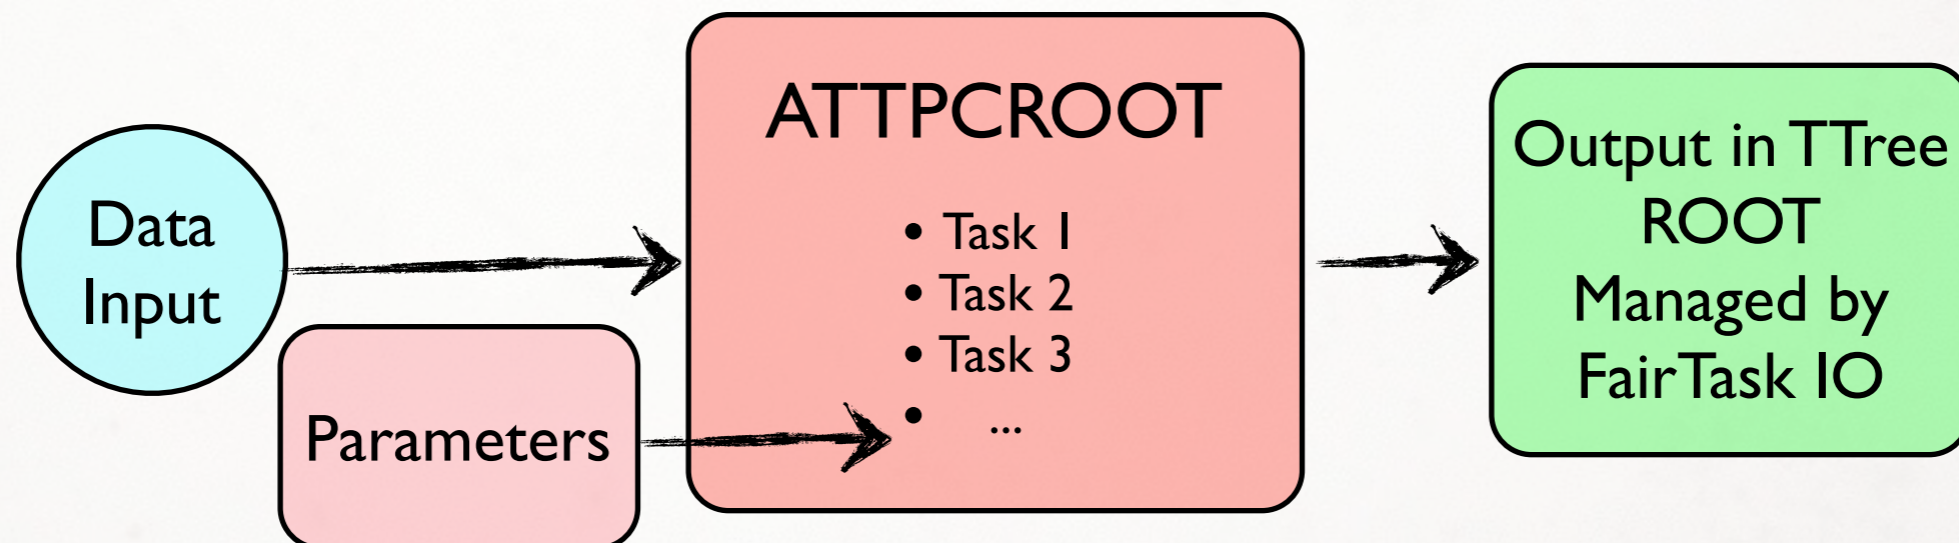 Data
Input
Parameters
ATTPCROOT
• Task 1
• Task 2
• Task 3
• ...
Output in TTree
ROOT
Managed by
FairTask IO